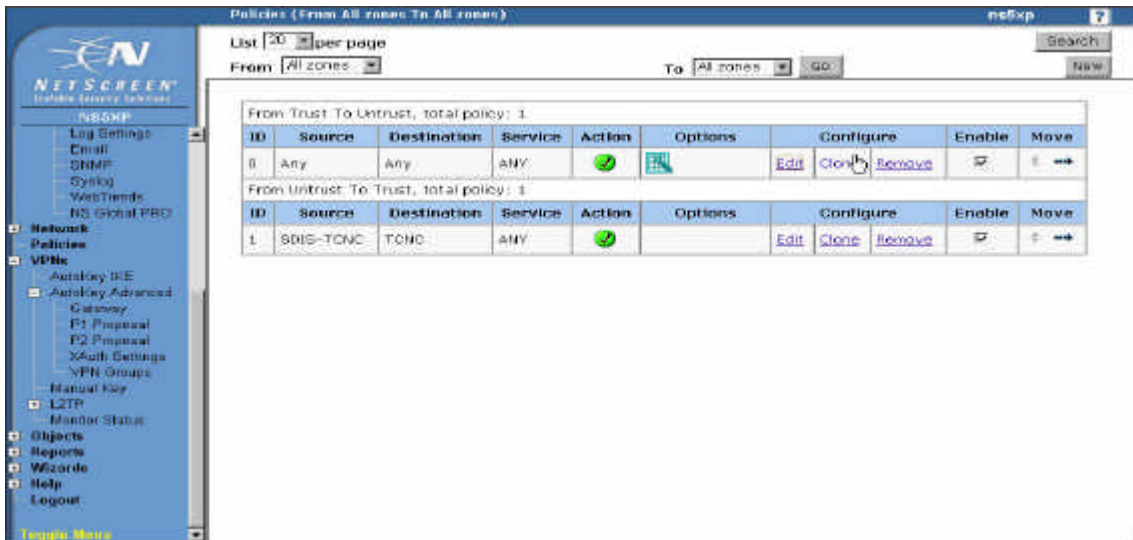 Policies (From All zones To All zones)
ns5xp
?
List 20 per page
Search
From All zones
To All zones
GO
New
NETSCREEN
Scalable Security Solutions
NS5XP
Log Settings
Email
SNMP
Syslog
WebTrends
NS Global PRO
Network
Policies
VPNs
AutoKey IKE
AutoKey Advanced
Gateway
P1 Proposal
P2 Proposal
XAuth Settings
VPN Groups
Manual Key
L2TP
Monitor Status
Objects
Reports
Wizards
Help
Logout
Toggle Menu
From Trust To Untrust, total policy: 1
ID Source Destination Service Action Options Configure Enable Move
0 Any Any ANY Edit Clone Remove
From Untrust To Trust, total policy: 1
ID Source Destination Service Action Options Configure Enable Move
1 SDIS-TCNC TCNC ANY Edit Clone Remove